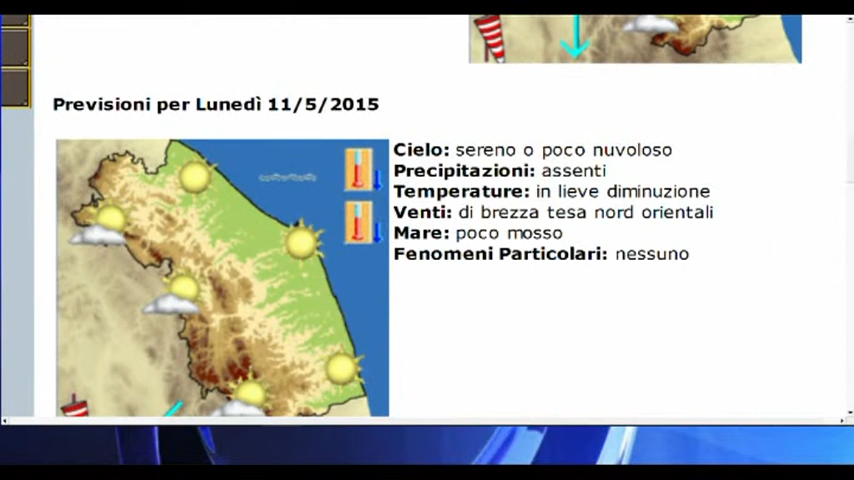 Previsioni per Lunedì 11/5/2015
Cielo: sereno o poco nuvoloso
Precipitazioni: assenti
Temperature: in lieve diminuzione
Venti: di brezza tesa nord orientali
Mare: poco mosso
Fenomeni Particolari: nessuno